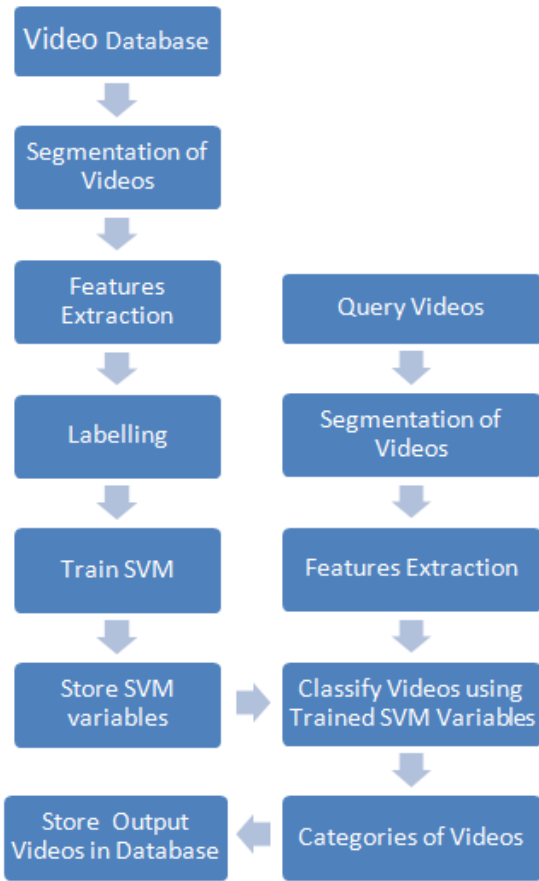 Video Database
Segmentation of
Videos
Features
Extraction
Labelling
Train SVM
Store SVM
variables
Query Videos
Segmentation of
Videos
Features Extraction
Classify Videos using
Trained SVM Variables
Categories of Videos
Store Output
Videos in Database